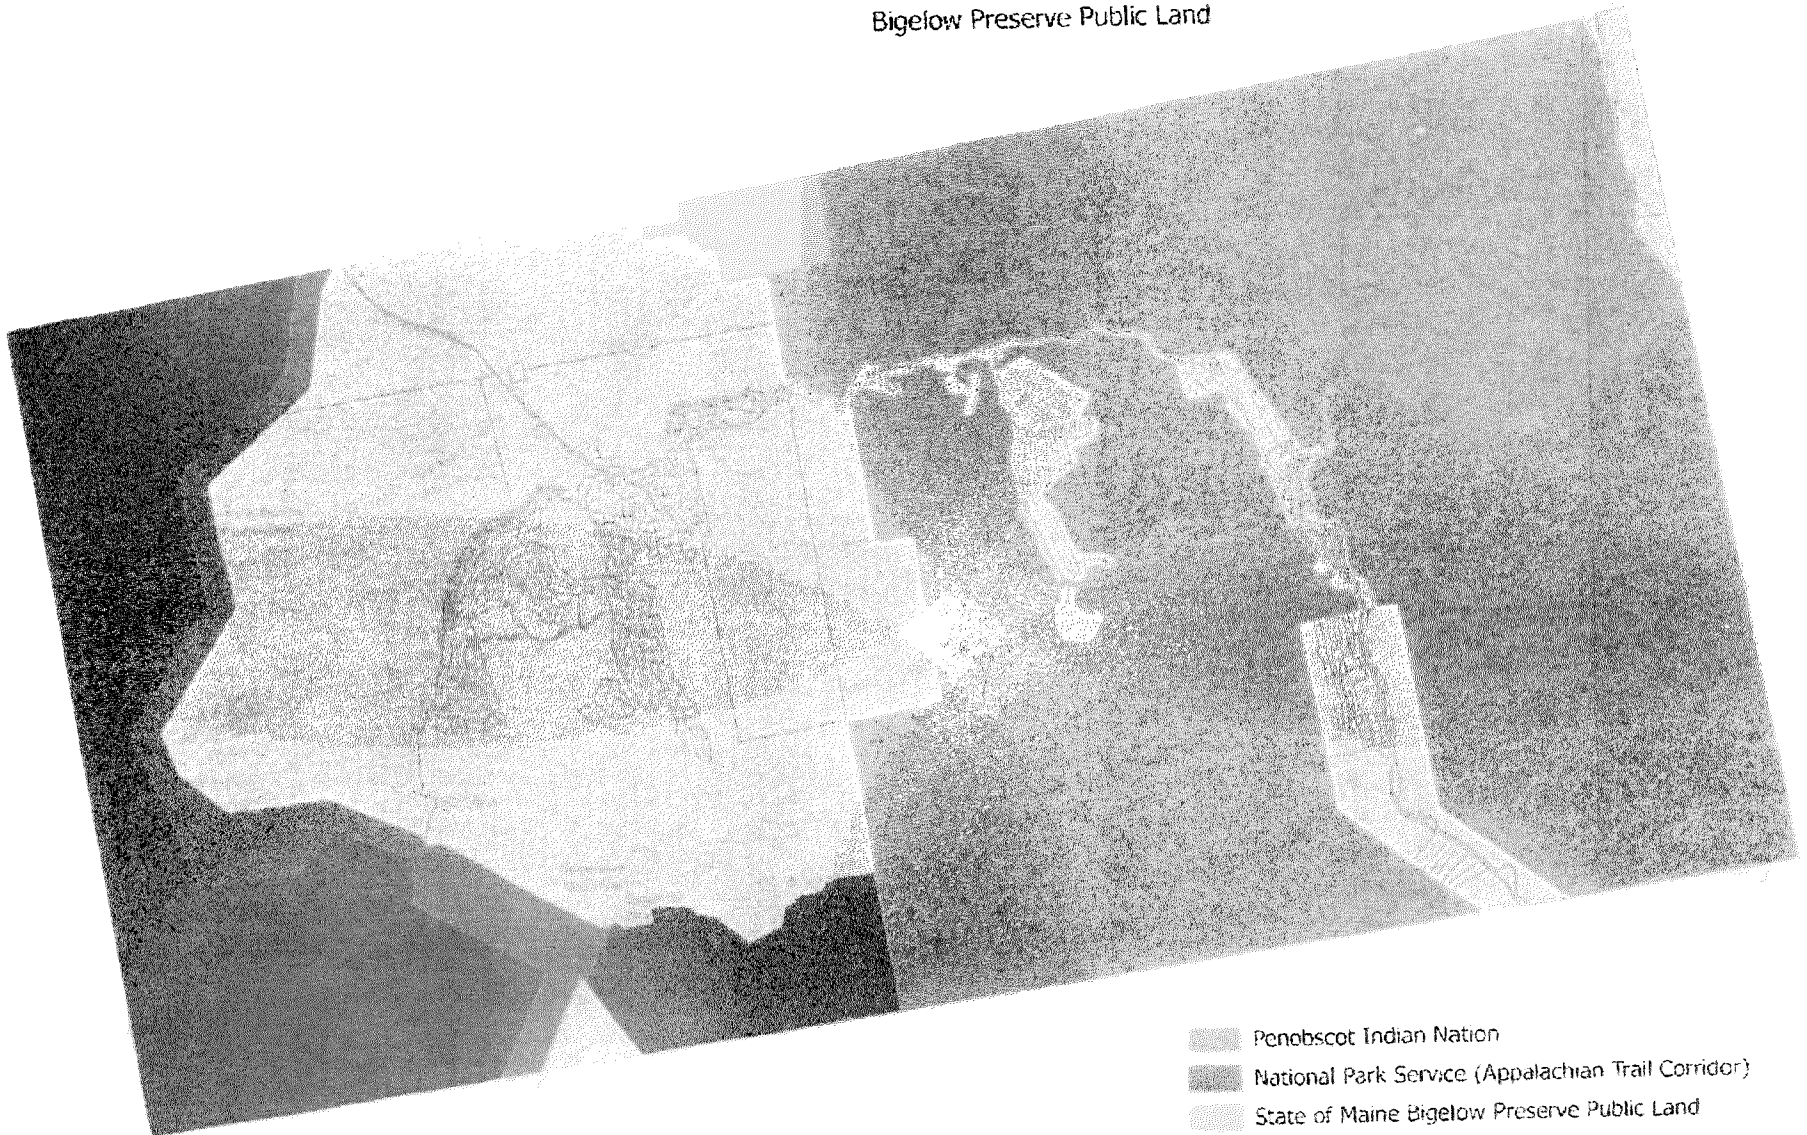 Bigelow Preserve Public Land
Penobscot Indian Nation
National Park Service (Appalachian Trail Corridor)
State of Maine Bigelow Preserve Public Land